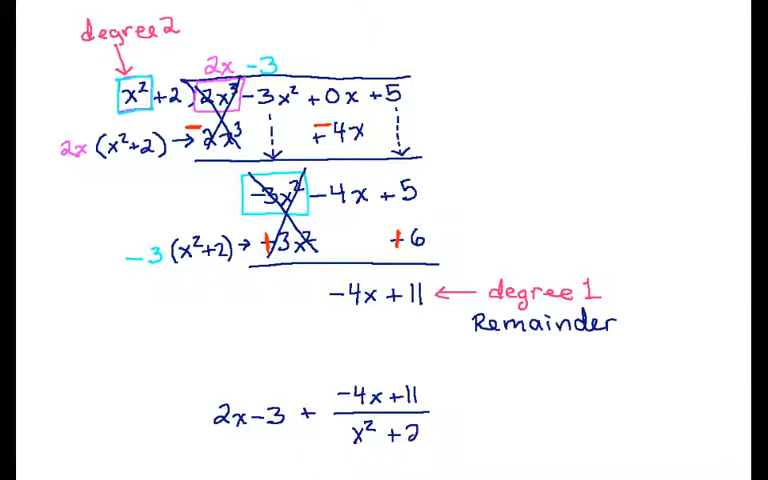 degree 2
2x -3
x² + 2 ) 2x³ - 3x² + 0x + 5
2x (x²+2) → - 2x³ + - 4x
-3x² - 4x + 5
-3 (x²+2) → + 3x² + 6
-4x + 11 ← degree 1
Remainder
2x - 3 + (-4x + 11)/(x² + 2)